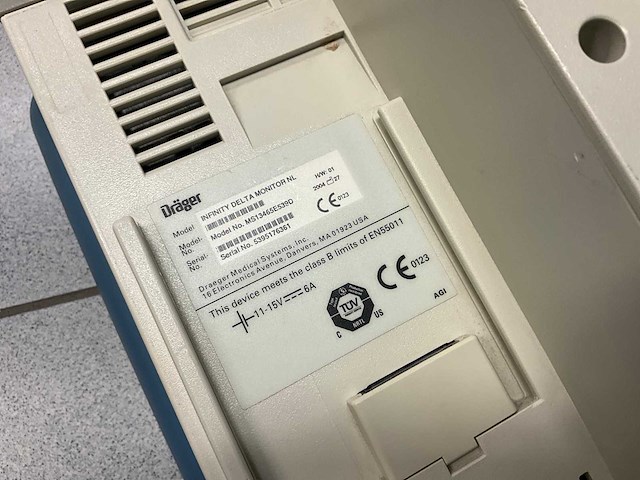 Dräger
Model INFINITY DELTA MONITOR NL
H/W: 01
Model-No. Model No. MS13465E539D
2004 27
Serial-No. Serial No. 5395176361
CE 0123
Draeger Medical Systems, Inc.
16 Electronics Avenue, Danvers, MA 01923 USA
This device meets the class B limits of EN55011
11-15V 6A
CE 0123
TÜV
C NRTL US
AGI